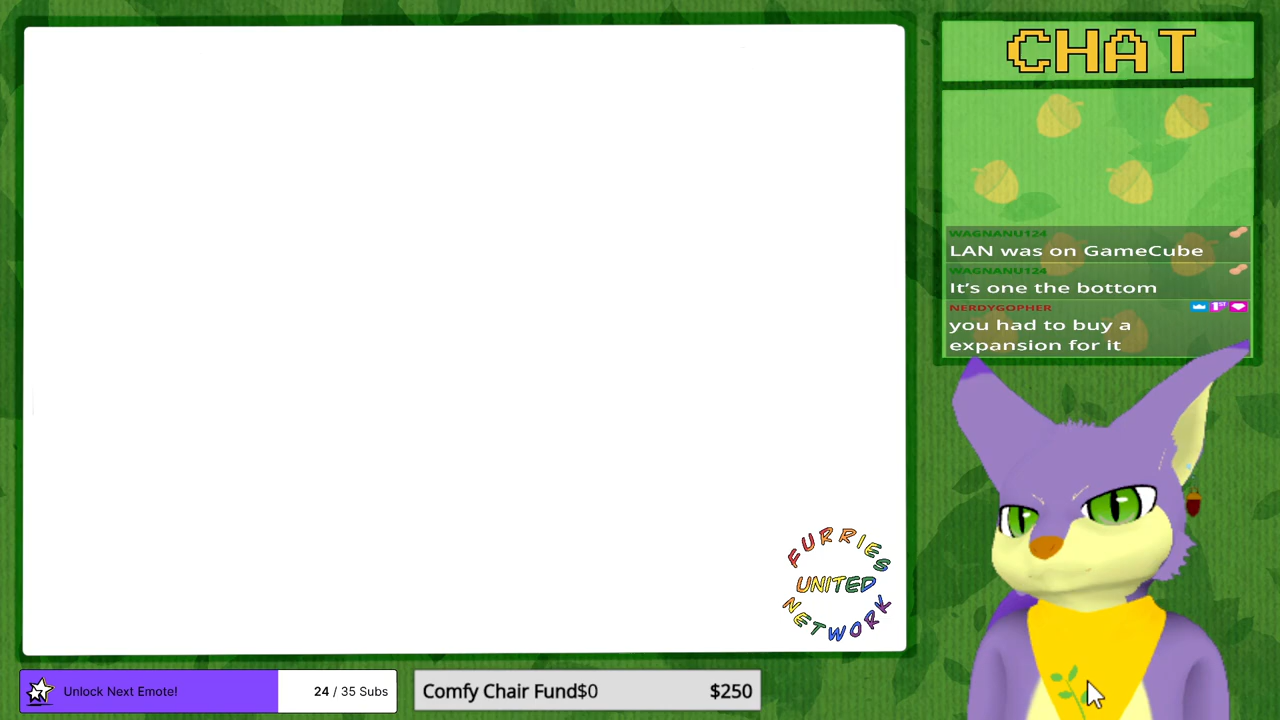 CHAT
WAGNANU124
LAN was on GameCube
WAGNANU124
It's one the bottom
NERDYGOPHER
1ST
you had to buy a
expansion for it
FURRIES
UNITED
NETWORK
Unlock Next Emote!
24 / 35 Subs
Comfy Chair Fund$0
$250